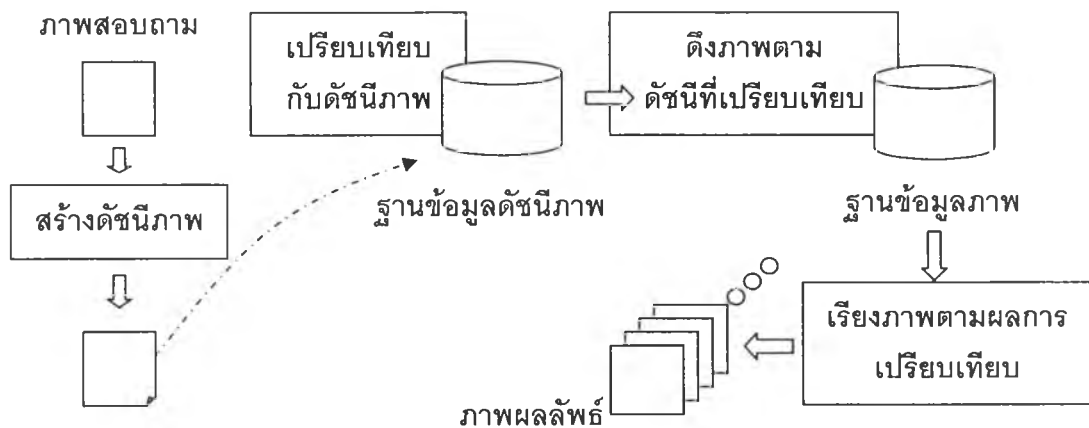 ภาพสอบถาม
สร้างดัชนีภาพ
เปรียบเทียบ
กับดัชนีภาพ
ฐานข้อมูลดัชนีภาพ
ดึงภาพตาม
ดัชนีที่เปรียบเทียบ
ฐานข้อมูลภาพ
เรียงภาพตามผลการ
เปรียบเทียบ
ภาพผลลัพธ์